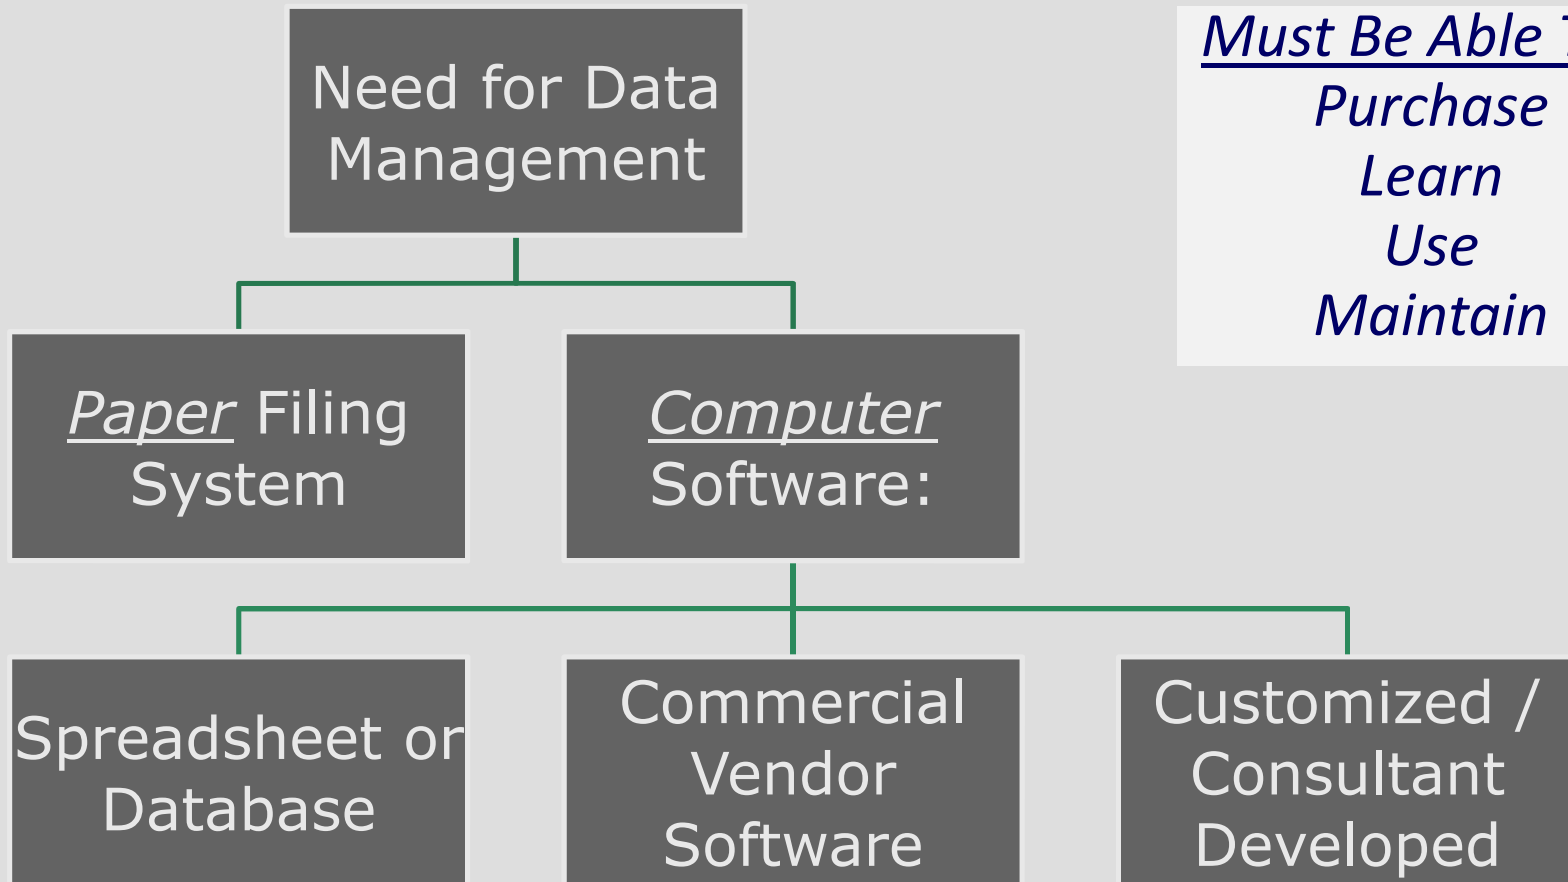 Need for Data
Management
Must Be Able
Purchase
Learn
Use
Maintain
Paper Filing
System
Computer
Software:
Spreadsheet or
Database
Commercial
Vendor
Software
Customized /
Consultant
Developed